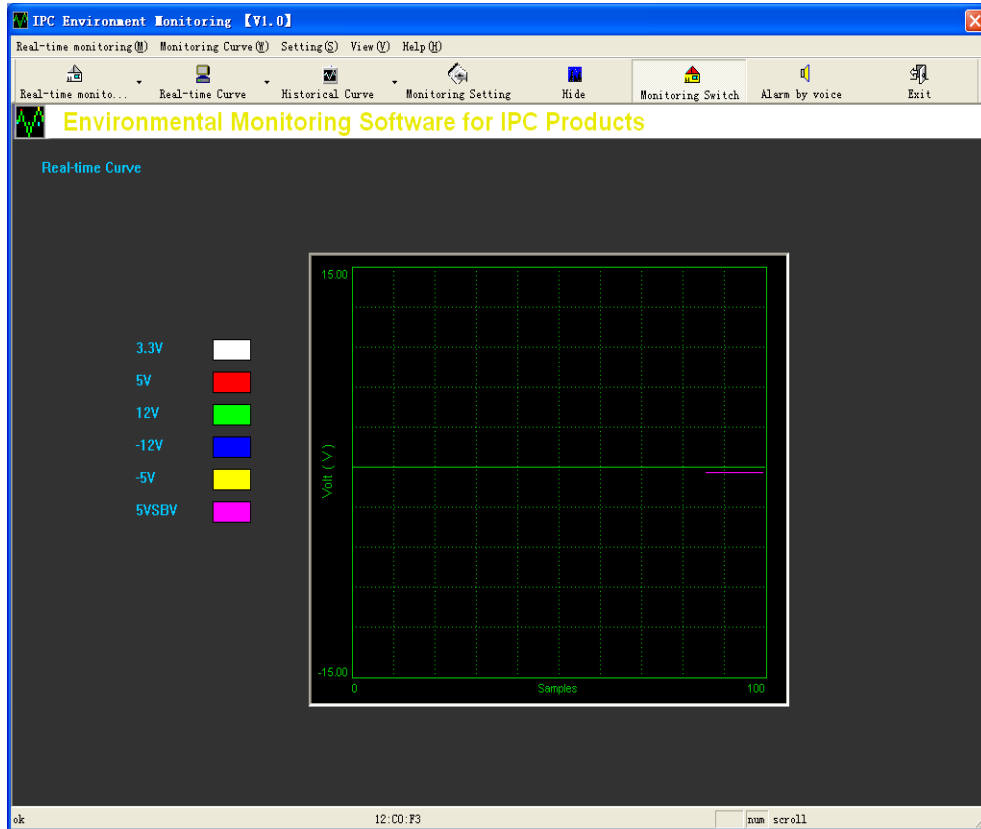 IPC Environment Monitoring 【V1.0】
Real-time monitoring(M) Monitoring Curve(W) Setting(S) View(V) Help(H)
Real-time monito... Real-time Curve Historical Curve Monitoring Setting Hide Monitoring Switch Alarm by voice Exit
Environmental Monitoring Software for IPC Products
Real-time Curve
3.3V
5V
12V
-12V
-5V
5VSBV
15.00
Volt ( V )
-15.00
0 Samples 100
ok 12:C0:F3 num scroll